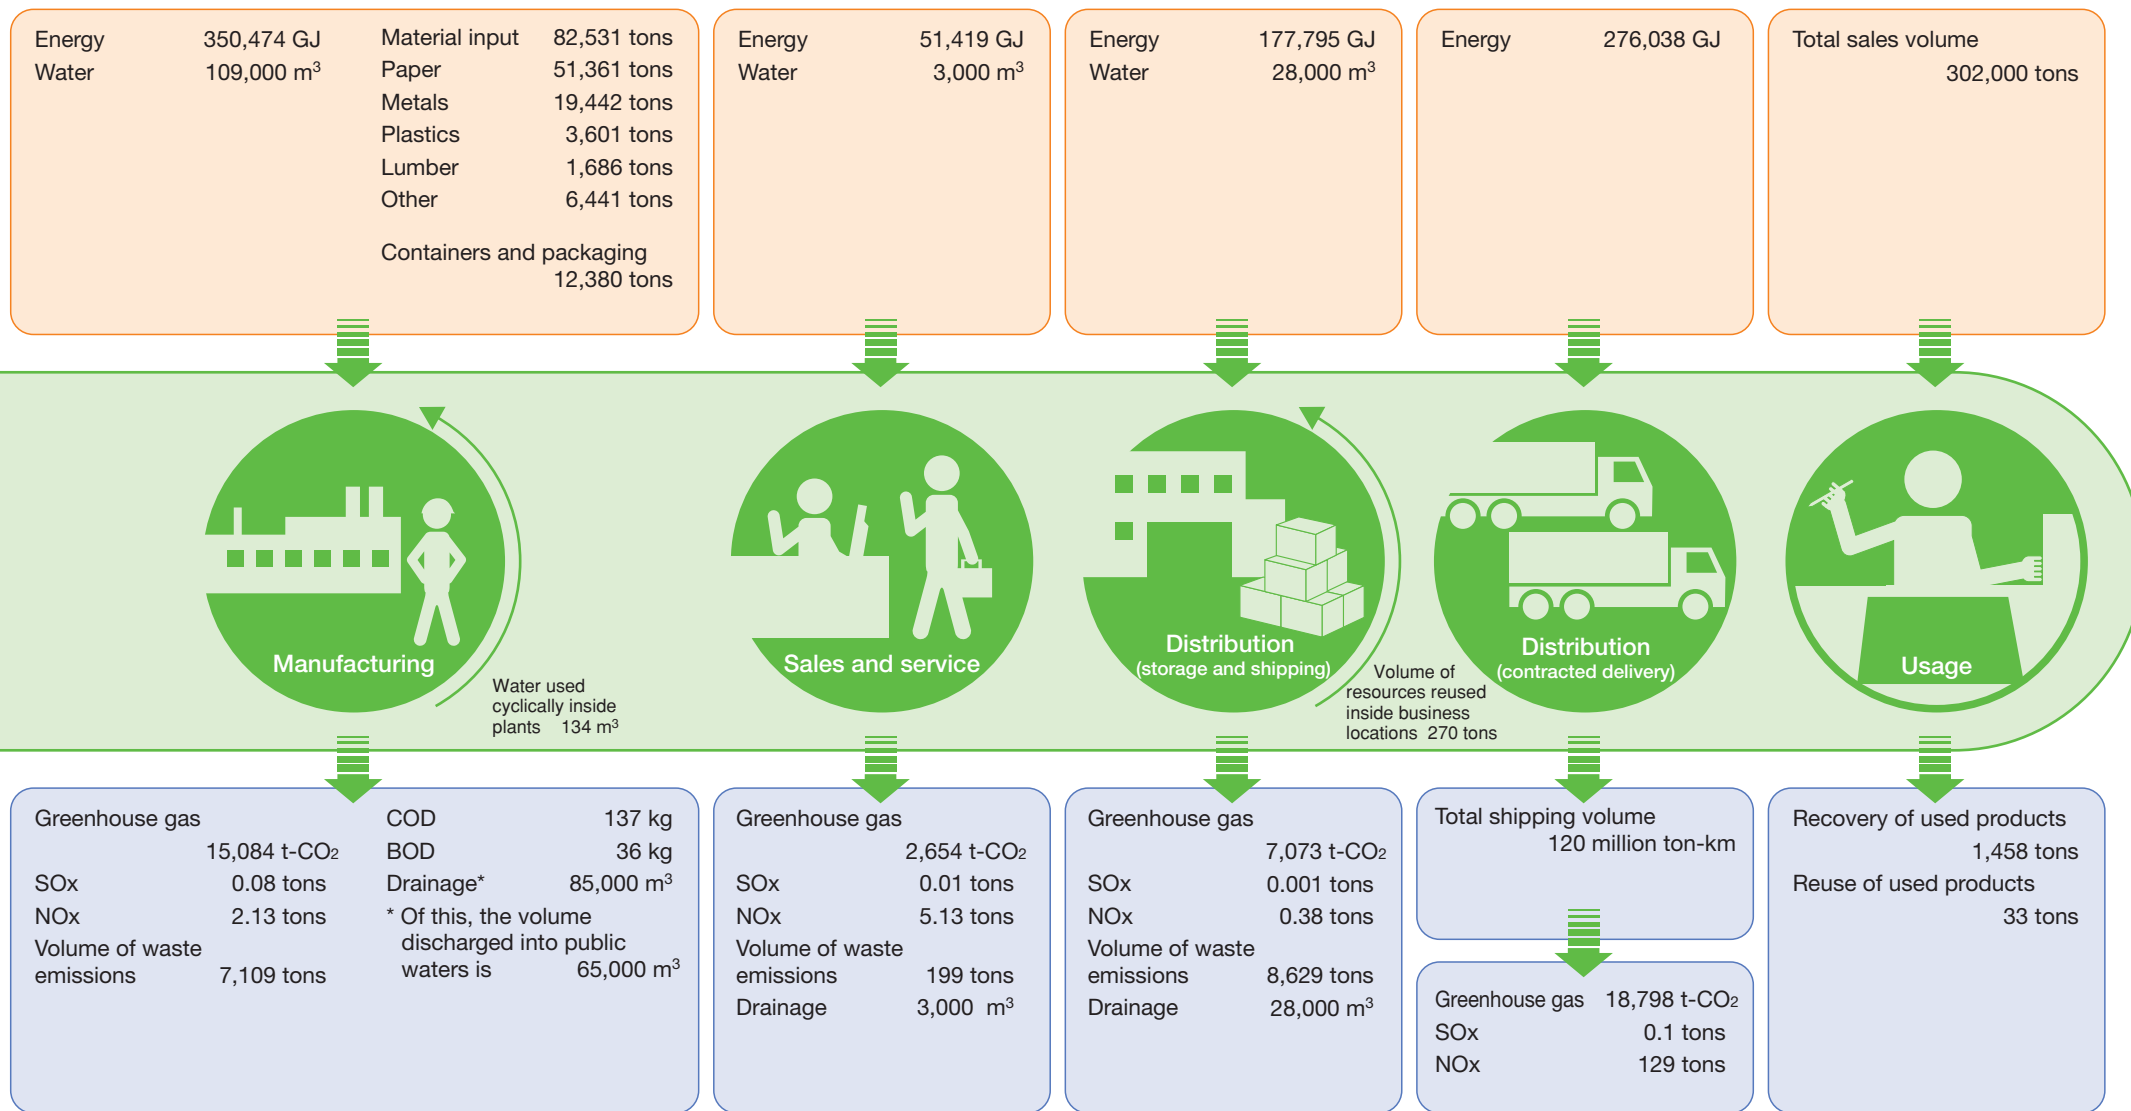 Energy 350,474 GJ
Water 109,000 m³
Material input 82,531 tons
Paper 51,361 tons
Metals 19,442 tons
Plastics 3,601 tons
Lumber 1,686 tons
Other 6,441 tons
Containers and packaging
12,380 tons
Energy 51,419 GJ
Water 3,000 m³
Energy 177,795 GJ
Water 28,000 m³
Energy 276,038 GJ
Total sales volume
302,000 tons
Manufacturing
Water used
cyclically inside
plants 134 m³
Sales and service
Distribution
(storage and shipping)
Volume of
resources reused
inside business
locations 270 tons
Distribution
(contracted delivery)
Usage
Greenhouse gas
15,084 t-CO₂
SOx 0.08 tons
NOx 2.13 tons
Volume of waste
emissions 7,109 tons
COD 137 kg
BOD 36 kg
Drainage* 85,000 m³
* Of this, the volume
discharged into public
waters is 65,000 m³
Greenhouse gas
2,654 t-CO₂
SOx 0.01 tons
NOx 5.13 tons
Volume of waste
emissions 199 tons
Drainage 3,000 m³
Greenhouse gas
7,073 t-CO₂
SOx 0.001 tons
NOx 0.38 tons
Volume of waste
emissions 8,629 tons
Drainage 28,000 m³
Total shipping volume
120 million ton-km
Greenhouse gas 18,798 t-CO₂
SOx 0.1 tons
NOx 129 tons
Recovery of used products
1,458 tons
Reuse of used products
33 tons